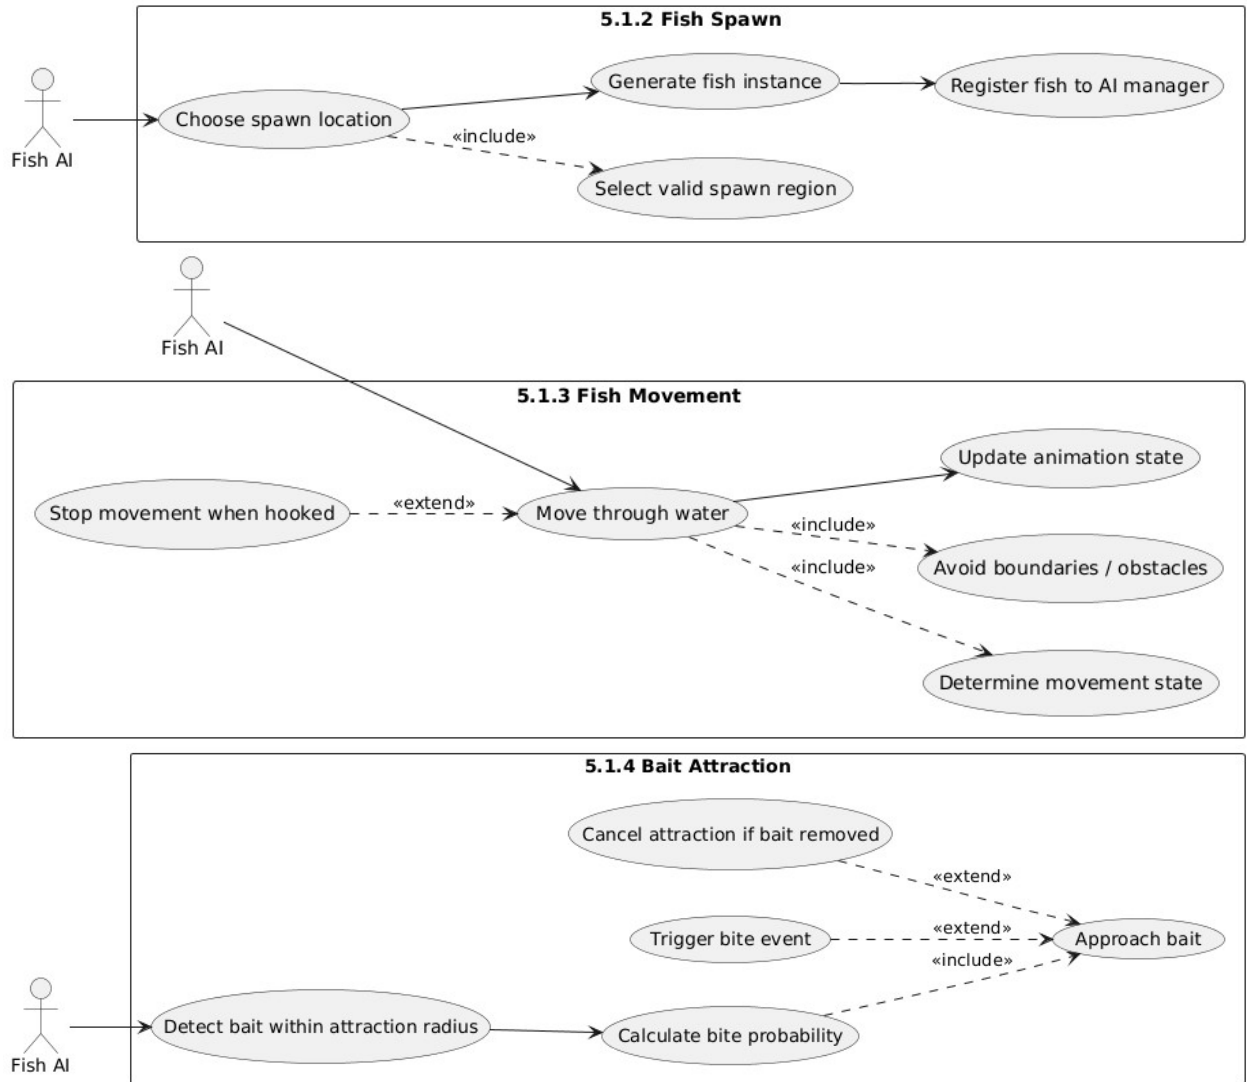 5.1.2 Fish Spawn
Generate fish instance
Register fish to AI manager
Choose spawn location
«include»
Fish AI
Select valid spawn region
Fish AI
5.1.3 Fish Movement
Update animation state
Stop movement when hooked
«extend»
Move through water
«include»
Avoid boundaries / obstacles
«include»
Determine movement state
5.1.4 Bait Attraction
Cancel attraction if bait removed
«extend»
Trigger bite event
«extend»
Approach bait
«include»
Detect bait within attraction radius
Calculate bite probability
Fish AI